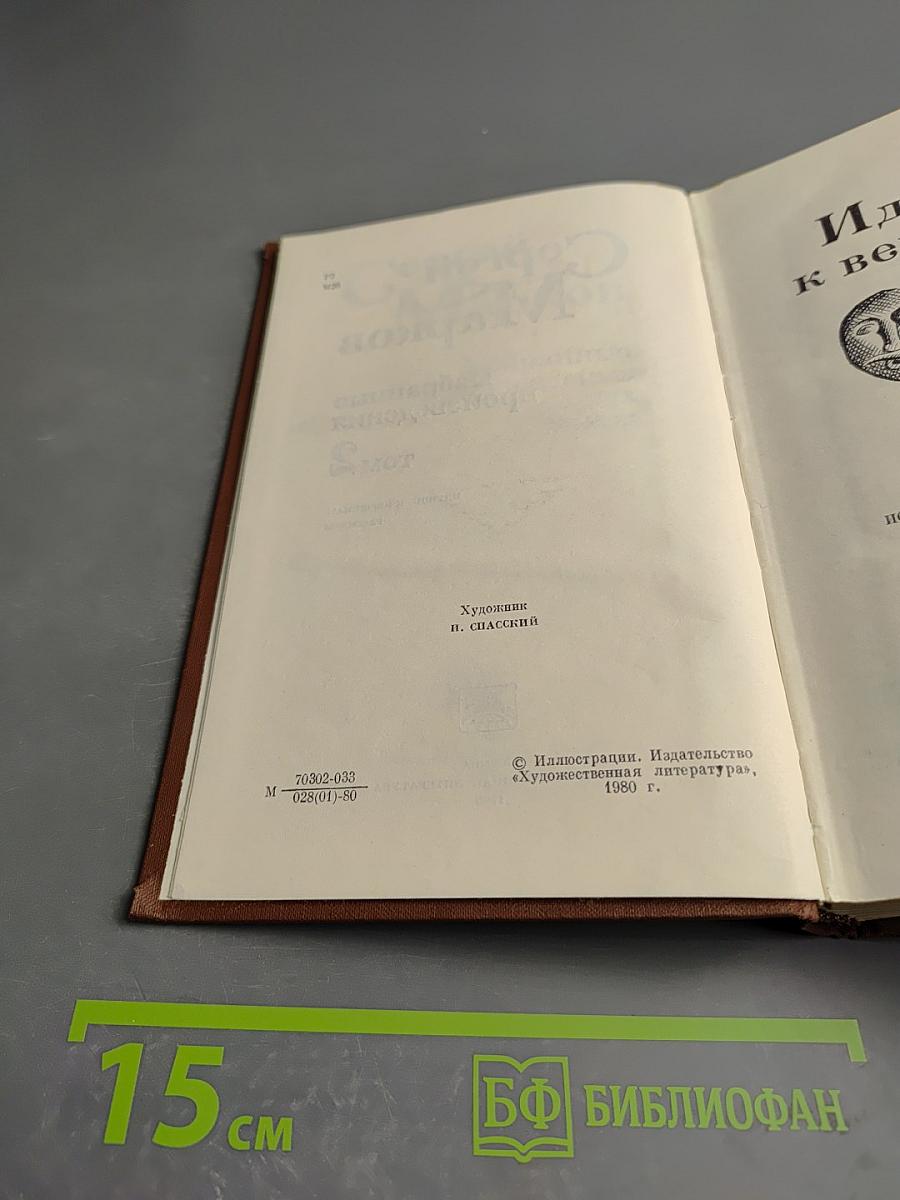 Художник
И. СПАССКИЙ
М 70302-033
028(01)-80
© Иллюстрации. Издательство
«Художественная литература»,
1980 г.
Ид
к ве
15 см
БФ БИБЛИОФАН